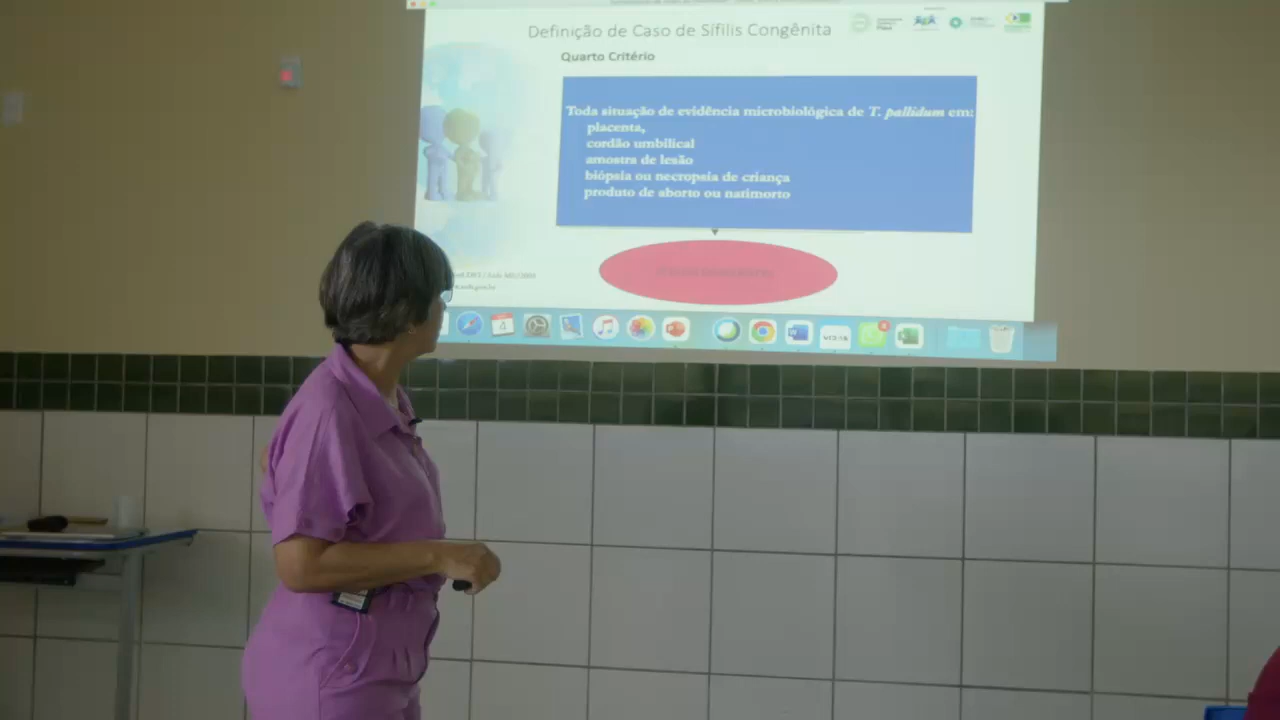 Definição de Caso de Sífilis Congênita
Quarto Critério
Toda situação de evidência microbiológica de T. pallidum em:
placenta,
cordão umbilical
amostra de lesão
biópsia ou necropsia de criança
produto de aborto ou natimorto
4